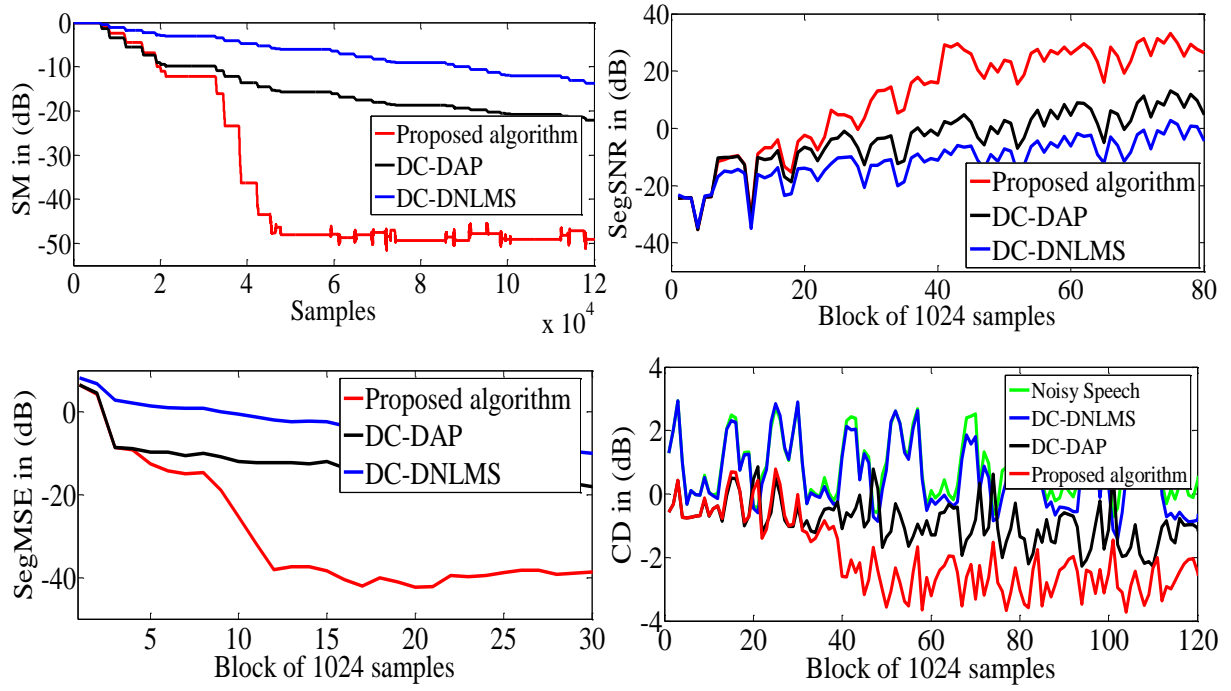 SM in (dB)
0
-10
-20
-30
-40
-50
Proposed algorithm
DC-DAP
DC-DNLMS
0
2
4
6
8
10
120
Samples
x 10^4
SegSNR in (dB)
40
20
0
-20
-40
Proposed algorithm
DC-DAP
DC-DNLMS
0
20
40
60
80
Block of 1024 samples
SegMSE in (dB)
0
-20
-40
Proposed algorithm
DC-DAP
DC-DNLMS
5
10
15
20
25
30
Block of 1024 samples
CD in (dB)
4
2
0
-2
-4
Noisy Speech
DC-DNLMS
DC-DAP
Proposed algorithm
0
20
40
60
80
100
120
Block of 1024 samples